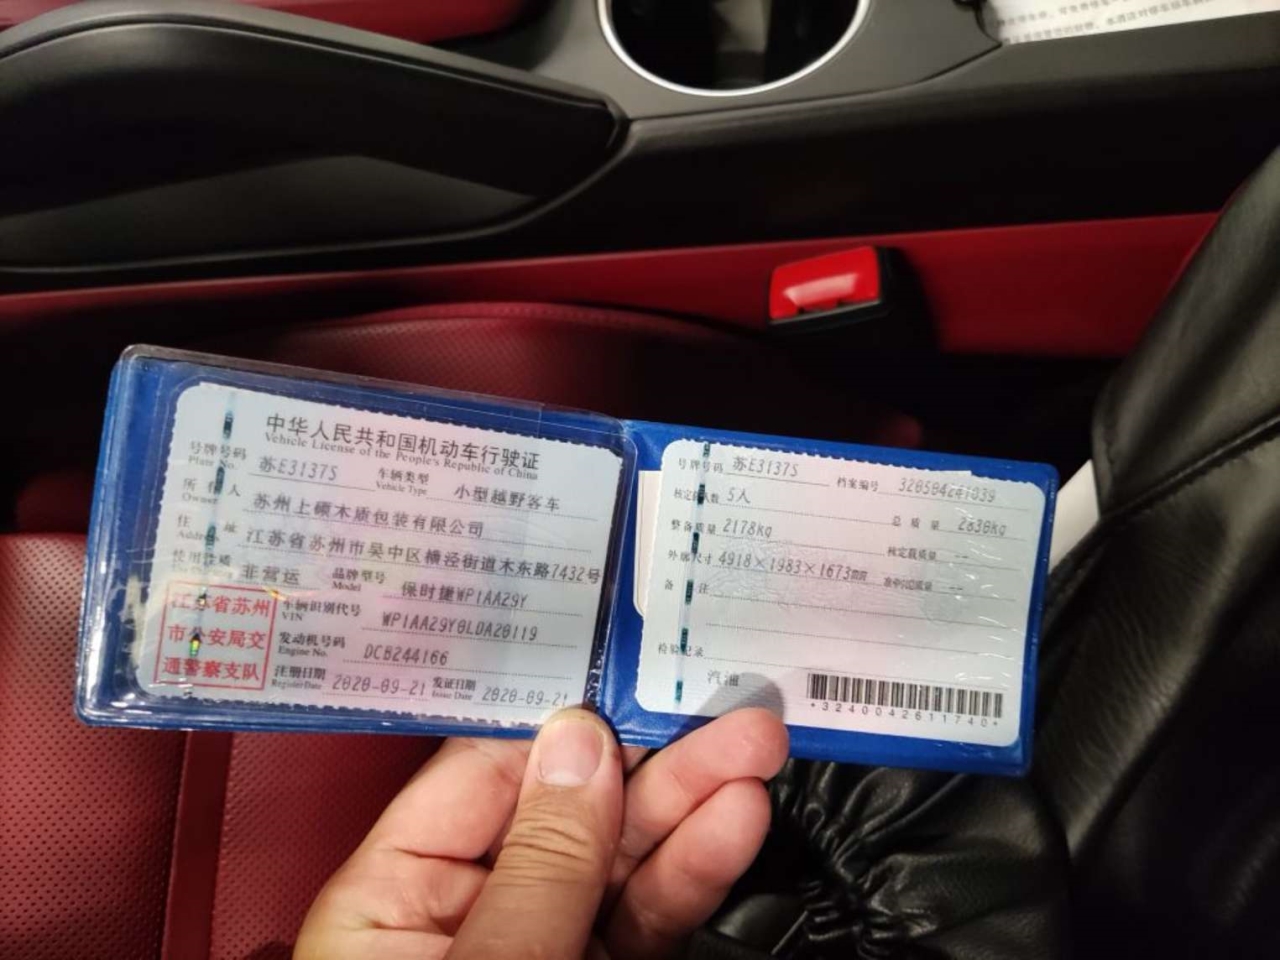 中华人民共和国机动车行驶证
Vehicle License of the People's Republic of China
号牌号码 苏E3137S 车辆类型 小型越野客车
Plate No. Vehicle Type
所有人 苏州上硕木质包装有限公司
Owner
住址 江苏省苏州市吴中区横泾街道木东路7432号
Address
使用性质 非营运 品牌型号 保时捷WP1AA29Y
Model
江苏省苏州
市公安局交
通警察支队
车辆识别代号 WP1AA29Y0LDA20119
VIN
发动机号码 DCB244166
Engine No.
注册日期 2020-09-21 发证日期 2020-09-21
Register Date Issue Date
号牌号码 苏E3137S 档案编号
核定载人数 5人 总质量 2830kg
整备质量 2178kg 核定载质量 --
外廓尺寸 4918×1983×1673mm 准牵引总质量 --
备注
检验记录
汽油
*3240042611740*